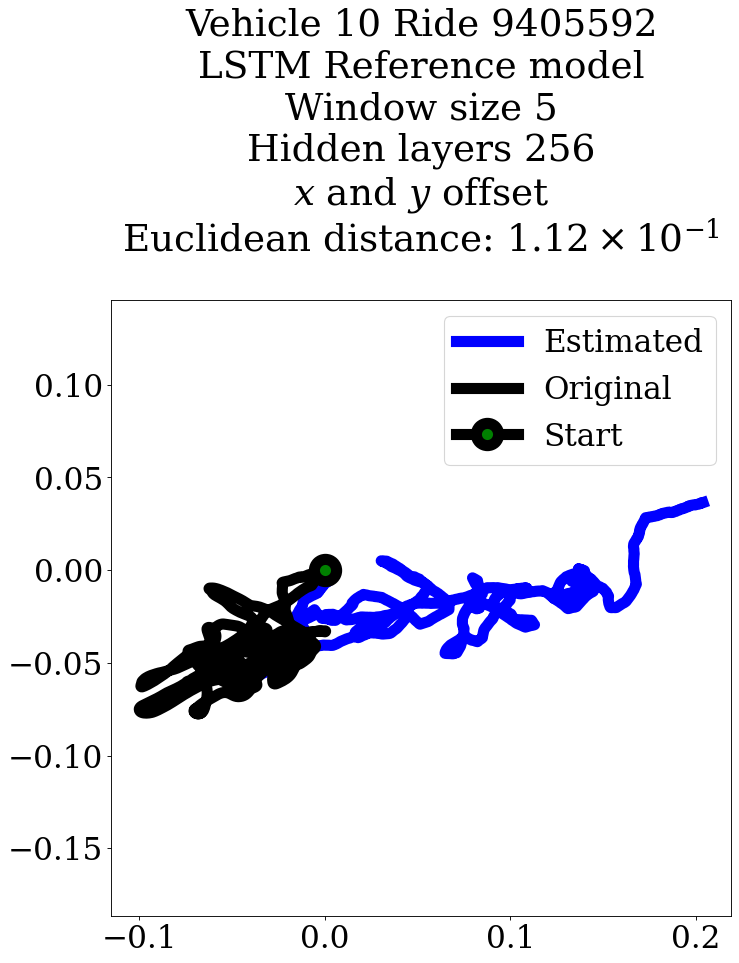 Vehicle 10 Ride 9405592
LSTM Reference model
Window size 5
Hidden layers 256
x and y offset
Euclidean distance: 1.12 × 10⁻¹
Estimated
Original
Start
0.10
0.05
0.00
−0.05
−0.10
−0.15
−0.1
0.0
0.1
0.2